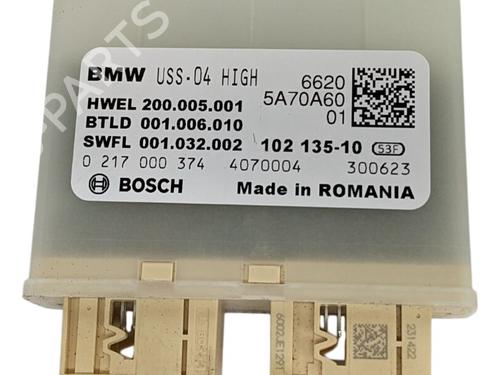 BMW USS-04 HIGH 6620
HWEL 200.005.001 5A70A60
BTLD 001.006.010 01
SWFL 001.032.002 102 135-10 53F
0 217 000 374 4070004 300623
BOSCH Made in ROMANIA
231422